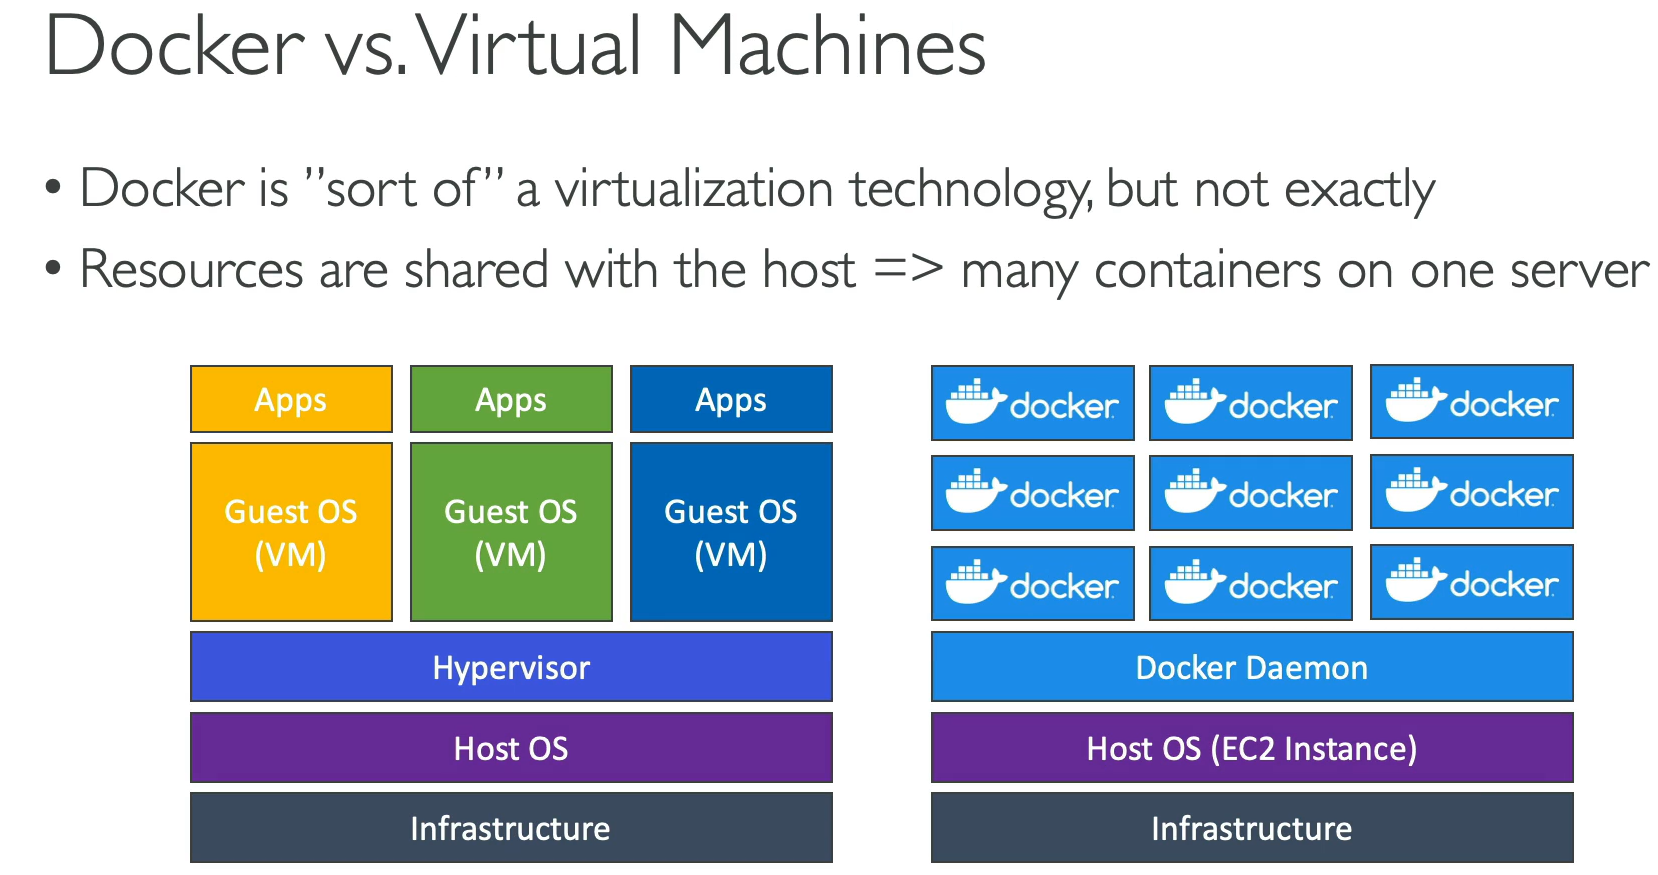 Docker vs. Virtual Machines
• Docker is ”sort of” a virtualization technology, but not exactly
• Resources are shared with the host => many containers on one server
Apps
Apps
Apps
Guest OS
(VM)
Guest OS
(VM)
Guest OS
(VM)
Hypervisor
Host OS
Infrastructure
docker
docker
docker
docker
docker
docker
docker
docker
docker
Docker Daemon
Host OS (EC2 Instance)
Infrastructure